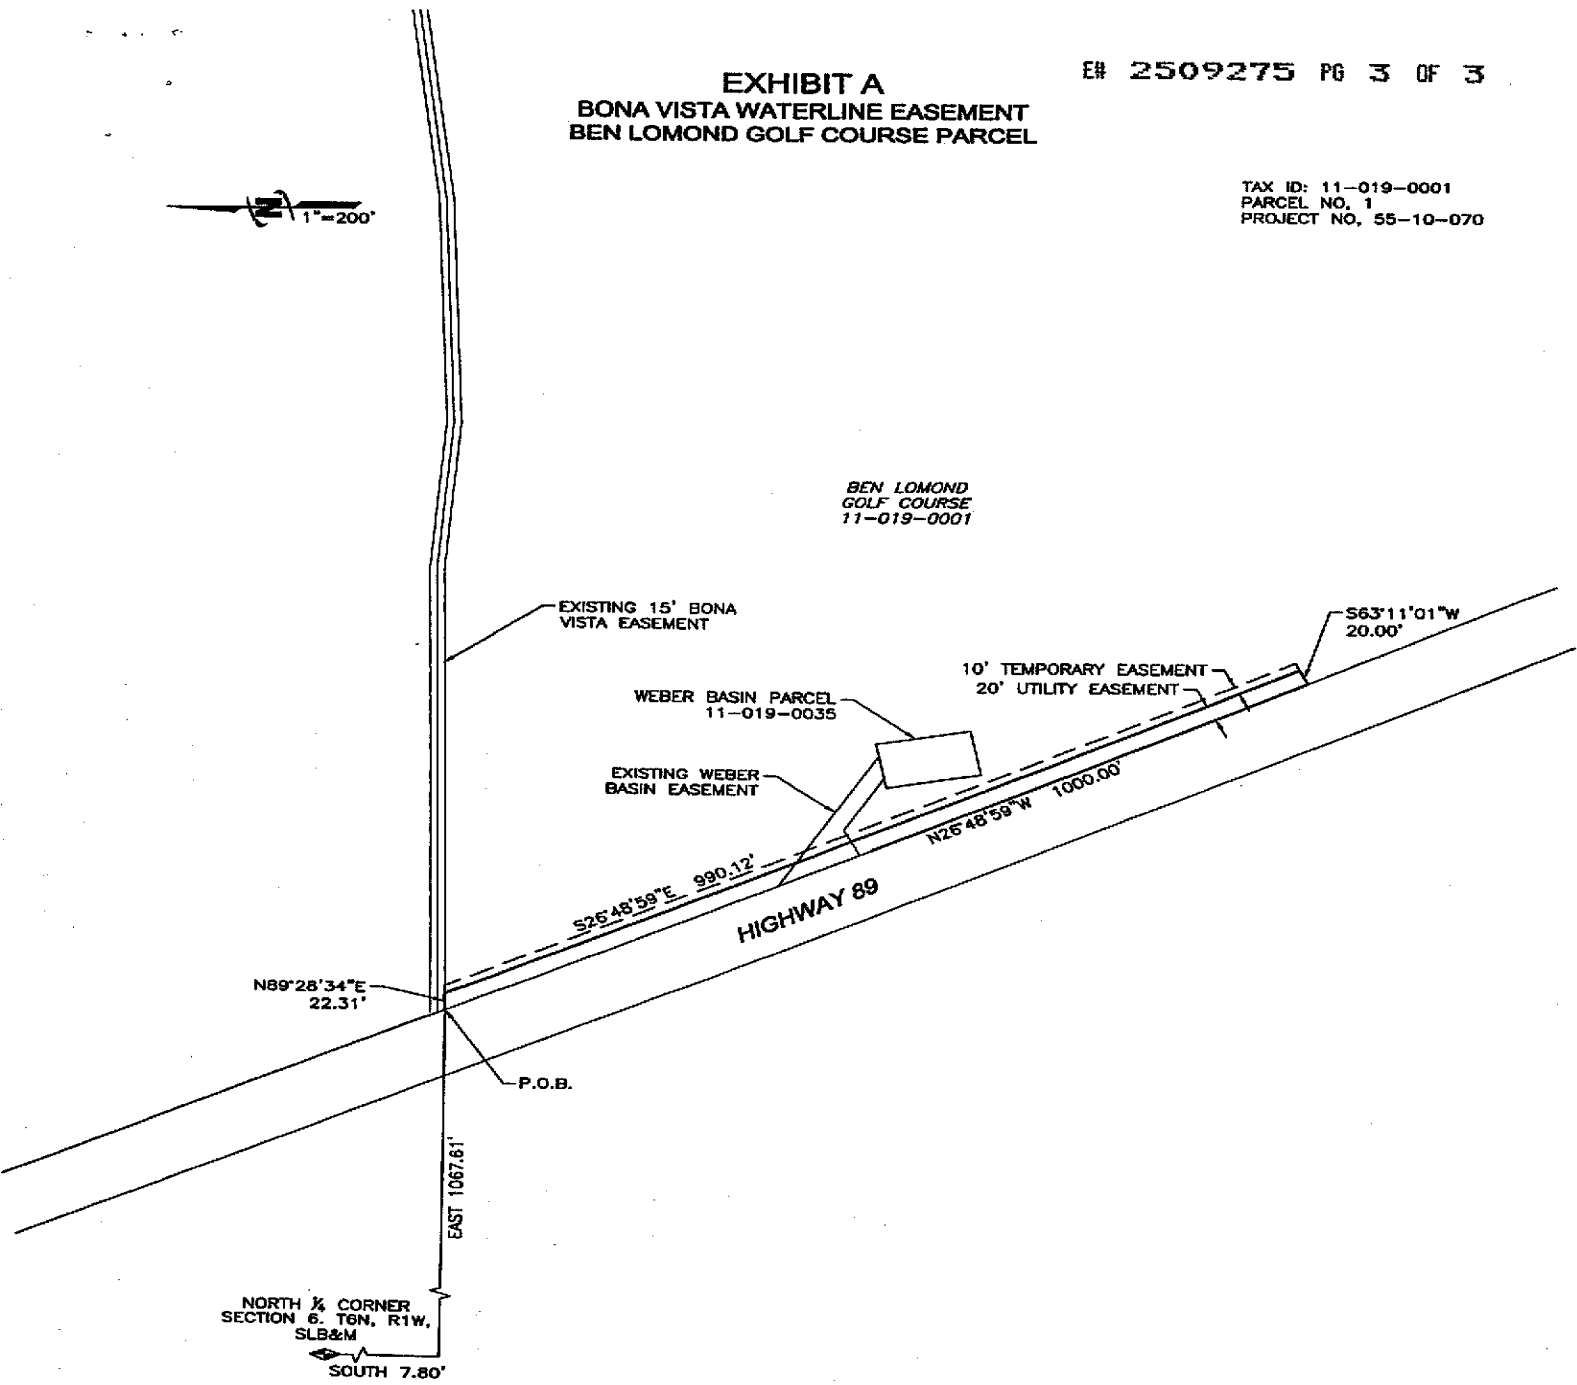 E# 2509275 PG 3 OF 3
EXHIBIT A
BONA VISTA WATERLINE EASEMENT
BEN LOMOND GOLF COURSE PARCEL
TAX ID: 11-019-0001
PARCEL NO. 1
PROJECT NO. 55-10-070
N
1"=200'
BEN LOMOND
GOLF COURSE
11-019-0001
EXISTING 15' BONA
VISTA EASEMENT
S63°11'01"W
20.00'
10' TEMPORARY EASEMENT
20' UTILITY EASEMENT
WEBER BASIN PARCEL
11-019-0035
EXISTING WEBER
BASIN EASEMENT
N26°48'59"W 1000.00'
S26°48'59"E 990.12'
HIGHWAY 89
N89°28'34"E
22.31'
P.O.B.
EAST 1067.61'
NORTH ¼ CORNER
SECTION 6. T6N, R1W,
SLB&M
SOUTH 7.80'